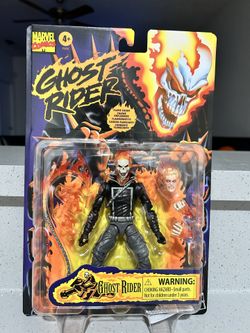 MARVEL
COMICS
4+
GHOST
RIDER
GHOST RIDER
WARNING:
CHOKING HAZARD-Small parts.
Not for children under 3 years.